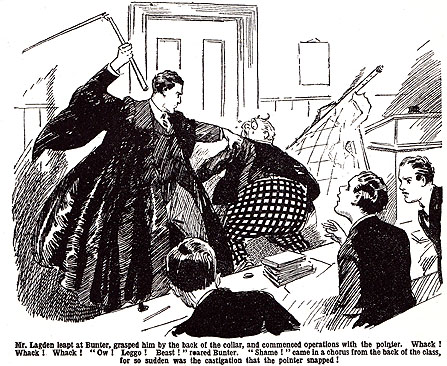 Mr. Lagden leapt at Bunter, grasped him by the back of the collar, and commenced operations with the pointer. Whack !
Whack ! Whack ! "Ow ! Leggo ! Beast !" roared Bunter. "Shame !" came in a chorus from the back of the class,
for so sudden was the castigation that the pointer snapped !